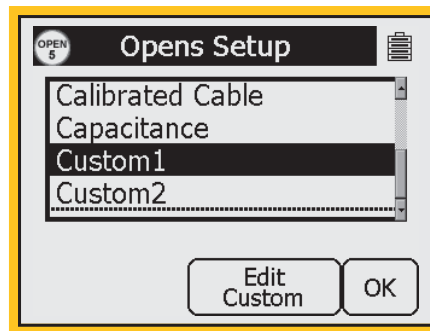 OPEN
5
Opens Setup
Calibrated Cable
Capacitance
Custom1
Custom2
Edit
Custom
OK